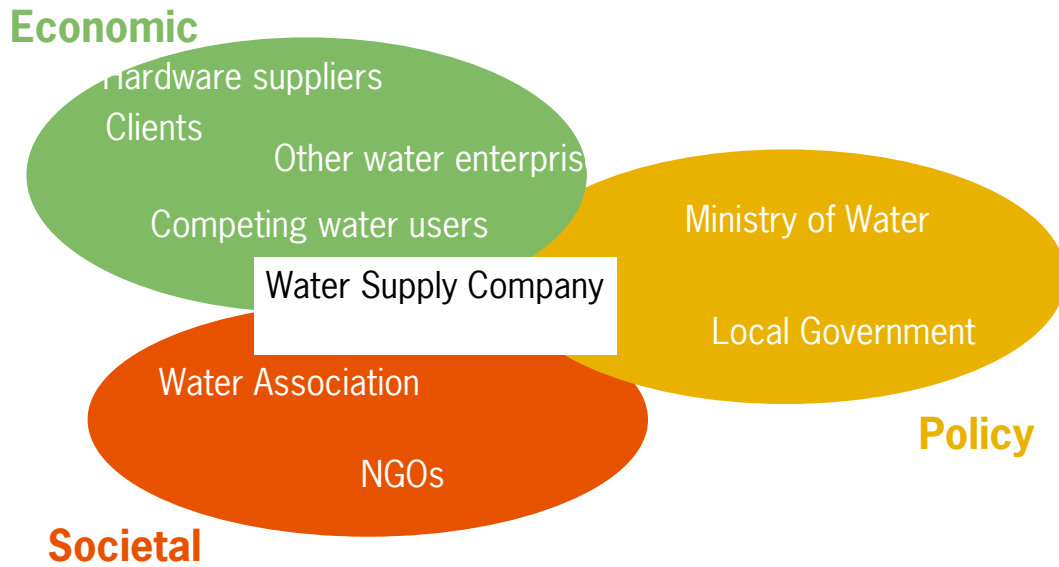 Economic
Hardware suppliers
Clients
Other water enterpris
Competing water users
Ministry of Water
Water Supply Company
Local Government
Water Association
Policy
NGOs
Societal